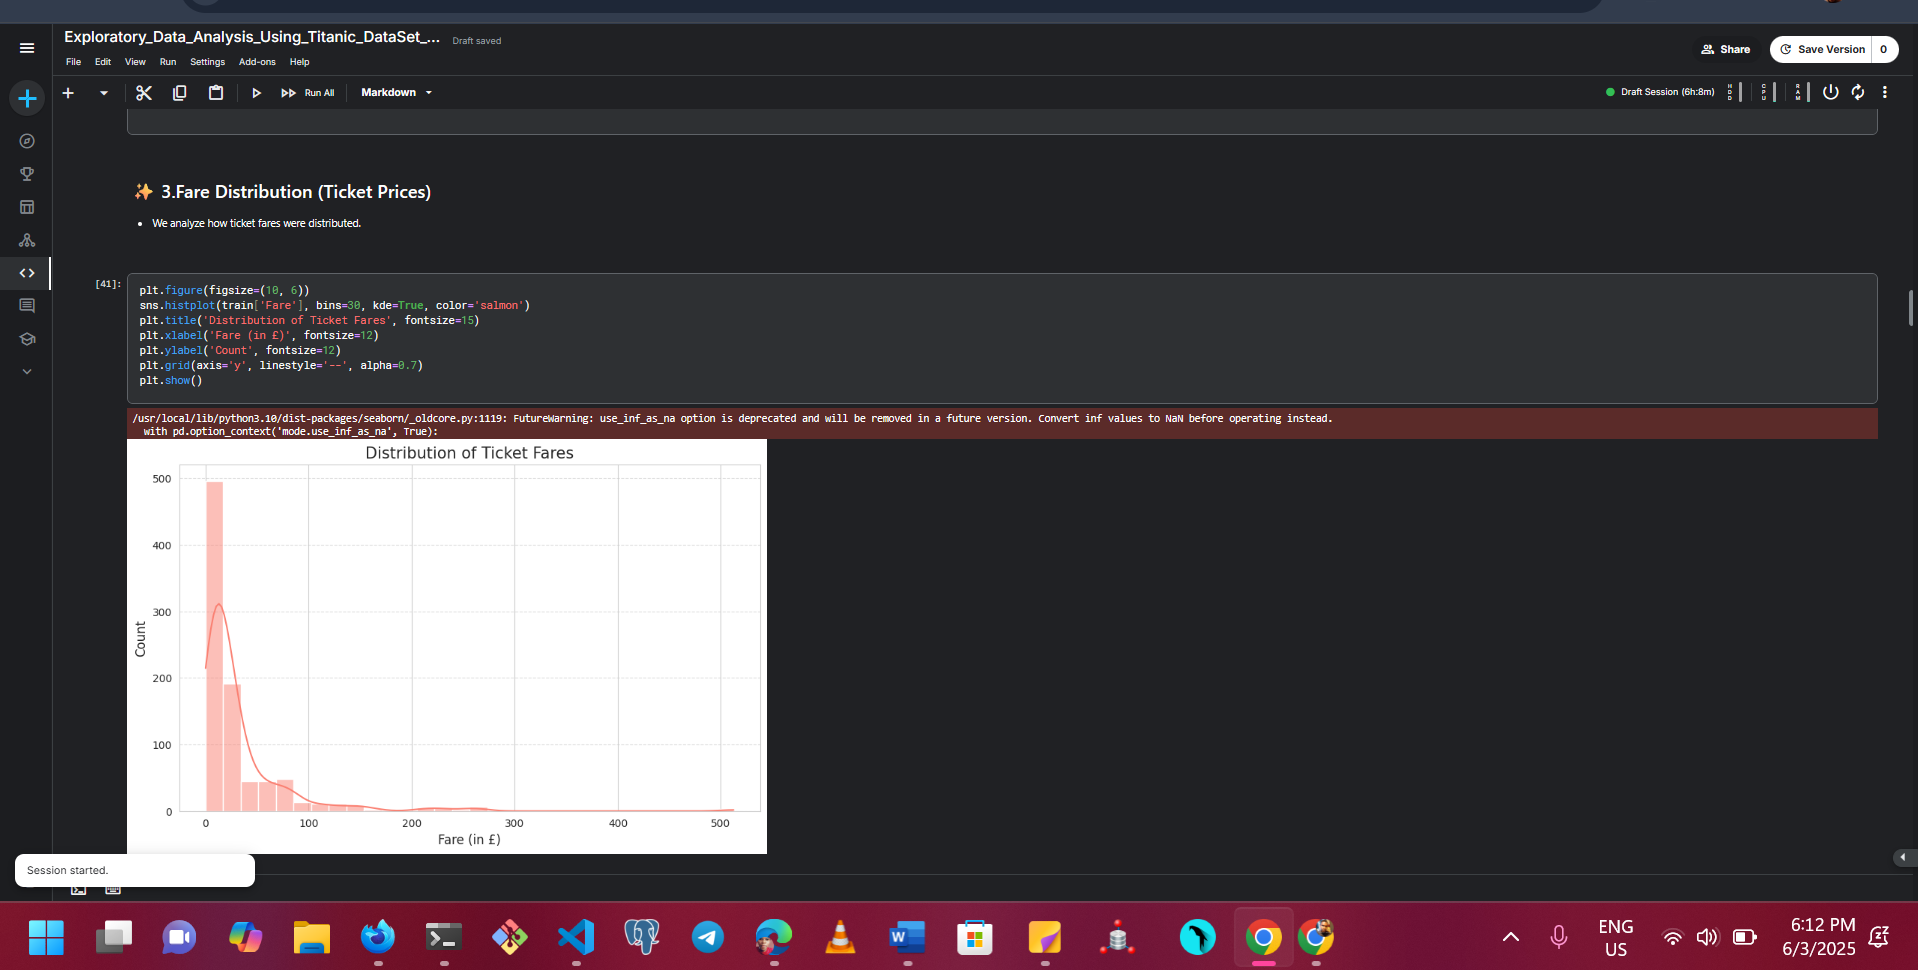 Exploratory_Data_Analysis_Using_Titanic_DataSet_...
Draft saved
Share
Save Version
0
File Edit View Run Settings Add-ons Help
Run All
Markdown
Draft Session (6h:8m)
HDD
CPU
RAM
✨ 3.Fare Distribution (Ticket Prices)
• We analyze how ticket fares were distributed.
[41]:
plt.figure(figsize=(10, 6))
sns.histplot(train['Fare'], bins=30, kde=True, color='salmon')
plt.title('Distribution of Ticket Fares', fontsize=15)
plt.xlabel('Fare (in £)', fontsize=12)
plt.ylabel('Count', fontsize=12)
plt.grid(axis='y', linestyle='--', alpha=0.7)
plt.show()
/usr/local/lib/python3.10/dist-packages/seaborn/_oldcore.py:1119: FutureWarning: use_inf_as_na option is deprecated and will be removed in a future version. Convert inf values to NaN before operating instead.
with pd.option_context('mode.use_inf_as_na', True):
Distribution of Ticket Fares
500
400
300
200
100
0
Count
0 100 200 300 400 500
Fare (in £)
Session started.
ENG
US
6:12 PM
6/3/2025